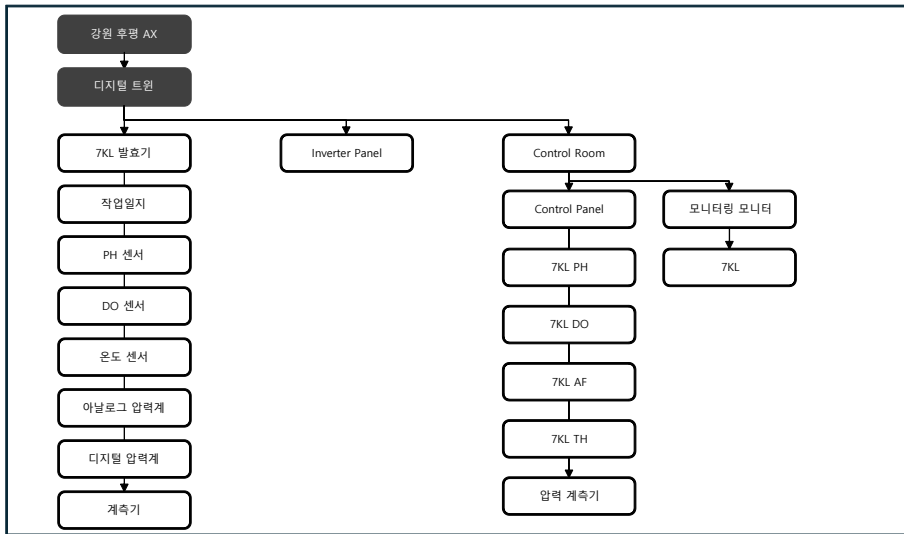 강원 후평 AX
디지털 트윈
7KL 발효기
Inverter Panel
Control Room
작업일지
Control Panel
모니터링 모니터
PH 센서
7KL PH
7KL
DO 센서
7KL DO
온도 센서
7KL AF
아날로그 압력계
7KL TH
디지털 압력계
압력 계측기
계측기